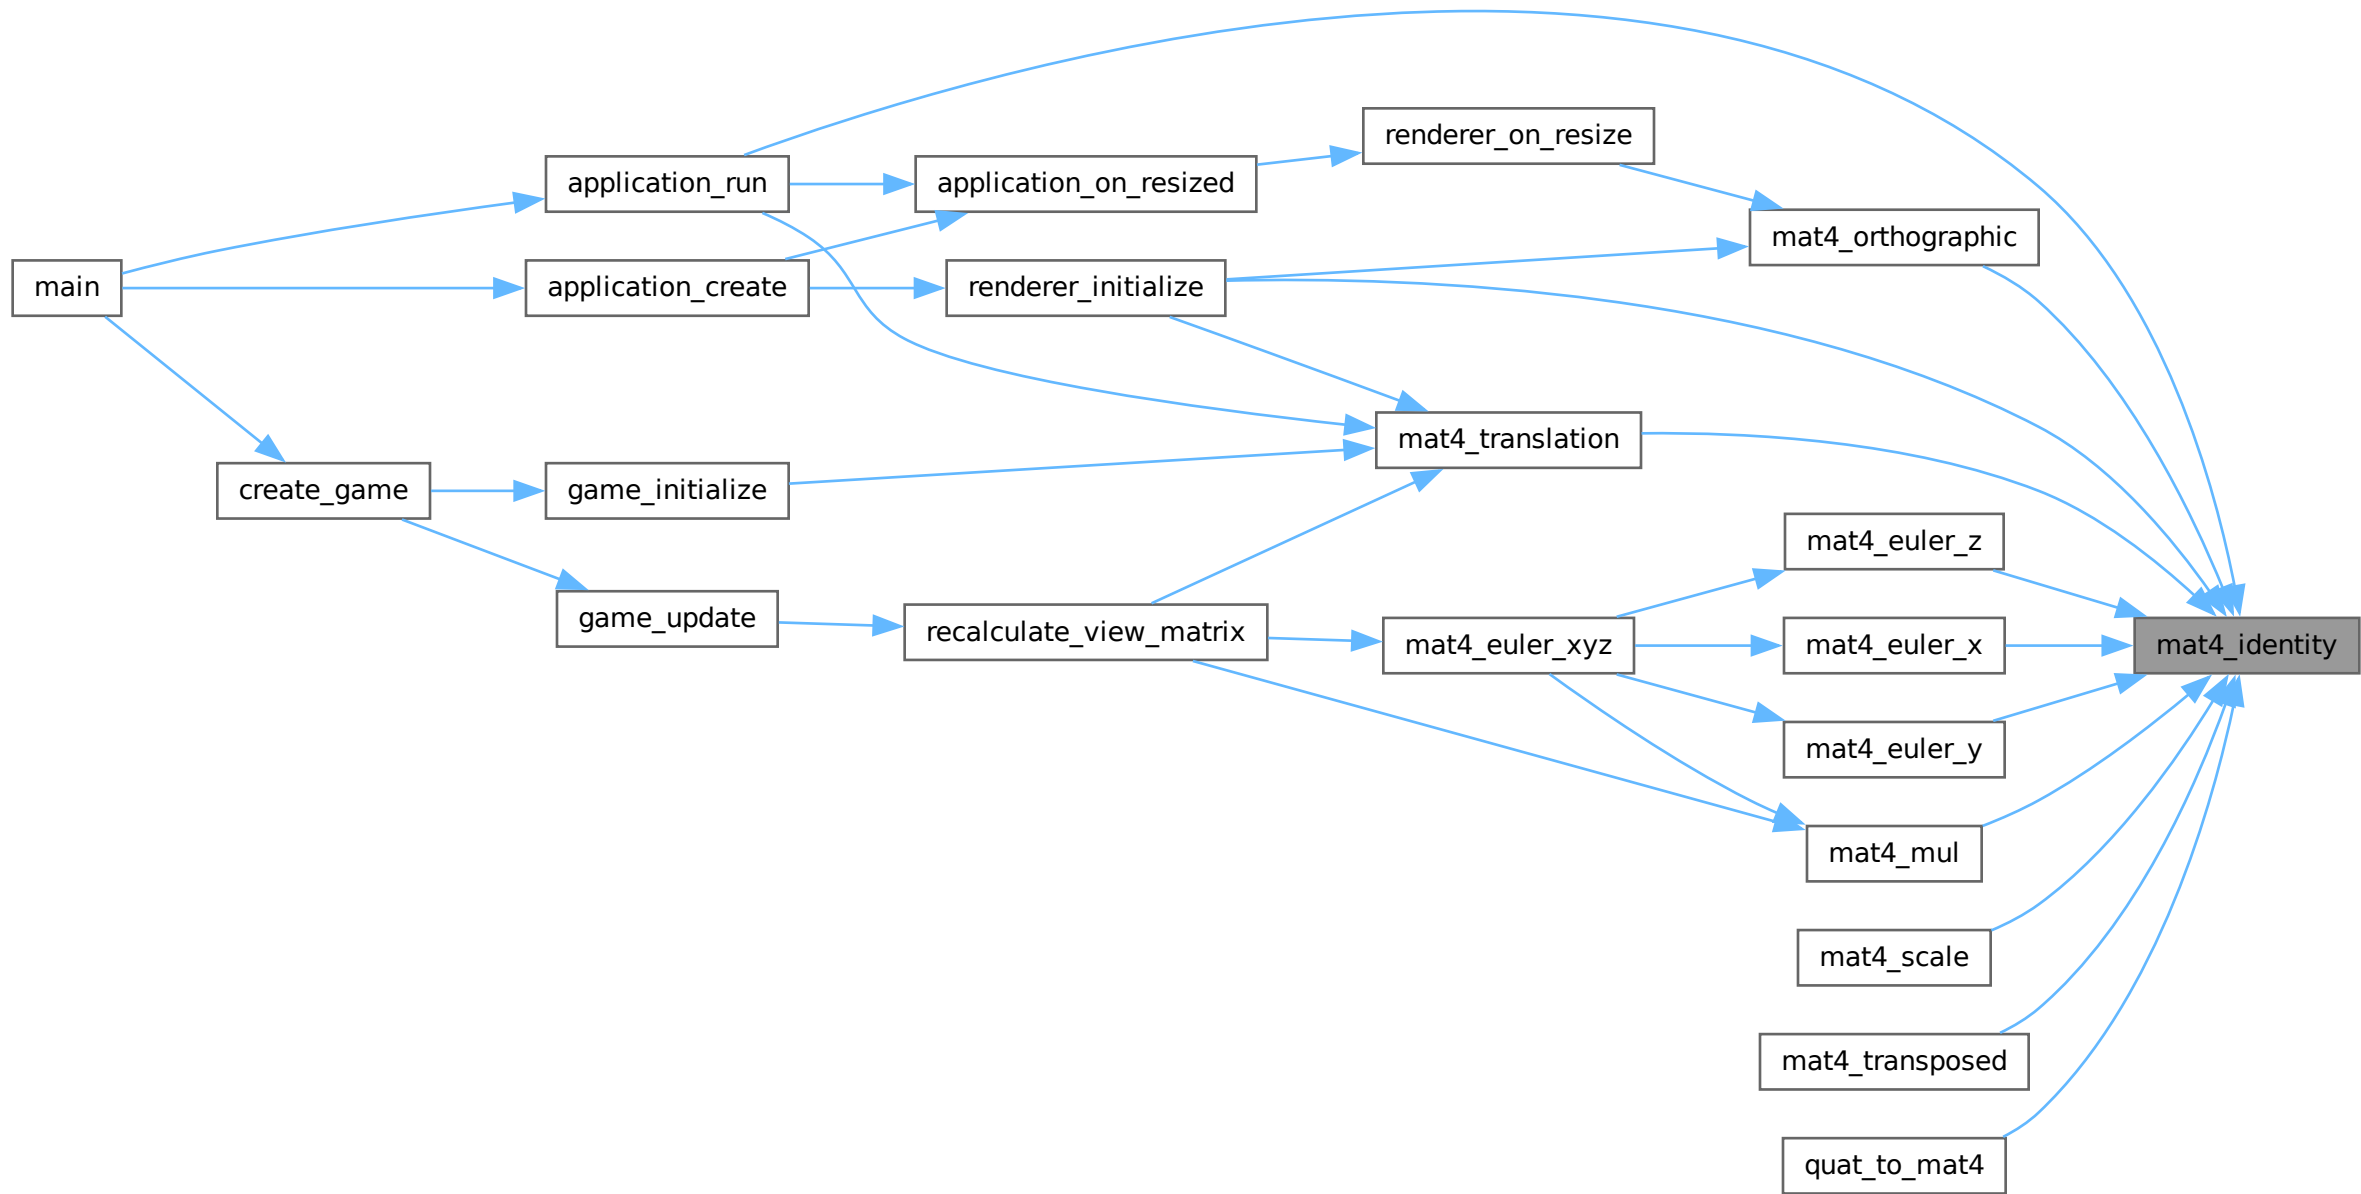 renderer_on_resize
application_run
application_on_resized
mat4_orthographic
main
application_create
renderer_initialize
mat4_translation
create_game
game_initialize
mat4_euler_z
game_update
recalculate_view_matrix
mat4_euler_xyz
mat4_euler_x
mat4_identity
mat4_euler_y
mat4_mul
mat4_scale
mat4_transposed
quat_to_mat4